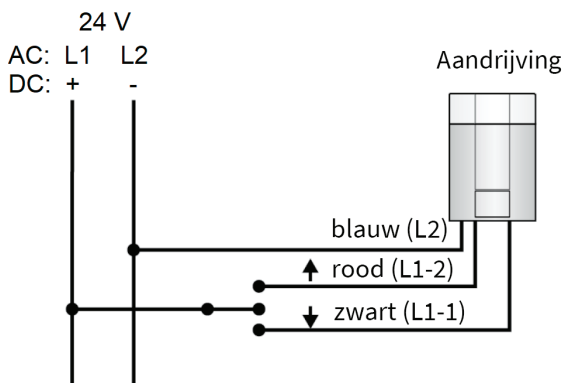 24 V
AC: L1 L2
DC: + -
Aandrijving
blauw (L2)
rood (L1-2)
zwart (L1-1)